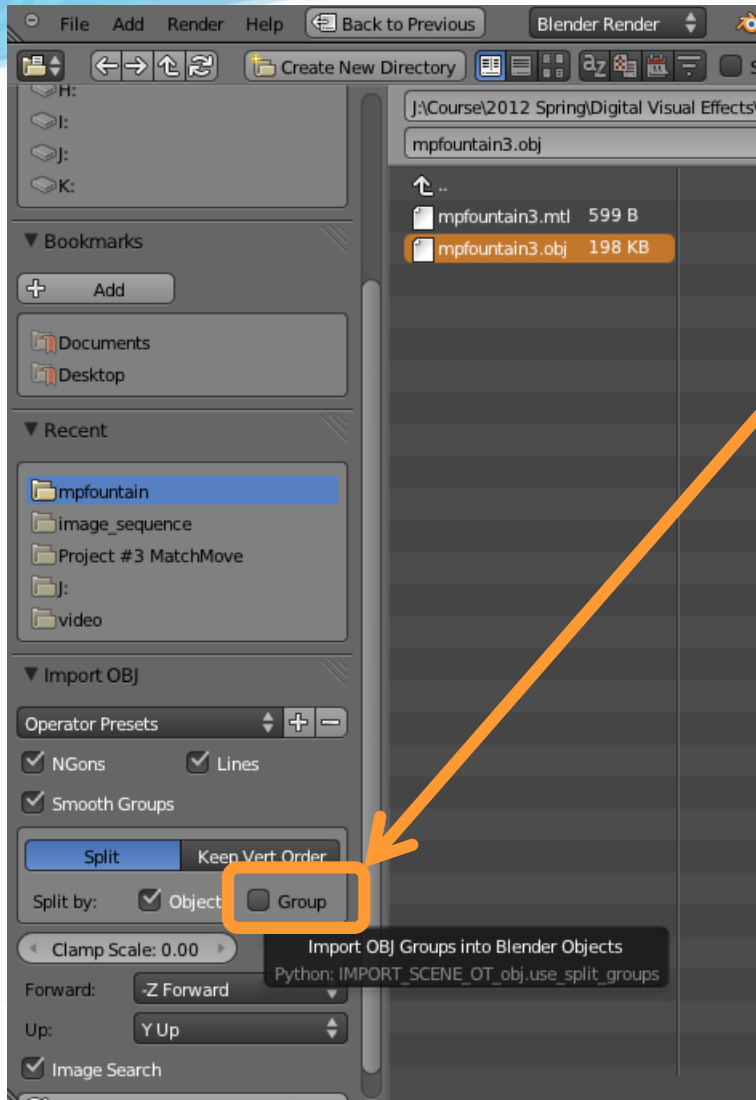 File Add Render Help Back to Previous Blender Render
Create New Directory
H:
I:
J:
K:
Bookmarks
Add
Documents
Desktop
Recent
mpfountain
image_sequence
Project #3 MatchMove
J:
video
Import OBJ
Operator Presets
NGons Lines
Smooth Groups
Split Keep Vert Order
Split by: Object Group
Clamp Scale: 0.00
Forward: -Z Forward
Up: Y Up
Image Search
J:\Course\2012 Spring\Digital Visual Effects\
mpfountain3.obj
..
mpfountain3.mtl 599 B
mpfountain3.obj 198 KB
Import OBJ Groups into Blender Objects
Python: IMPORT_SCENE_OT_obj.use_split_groups